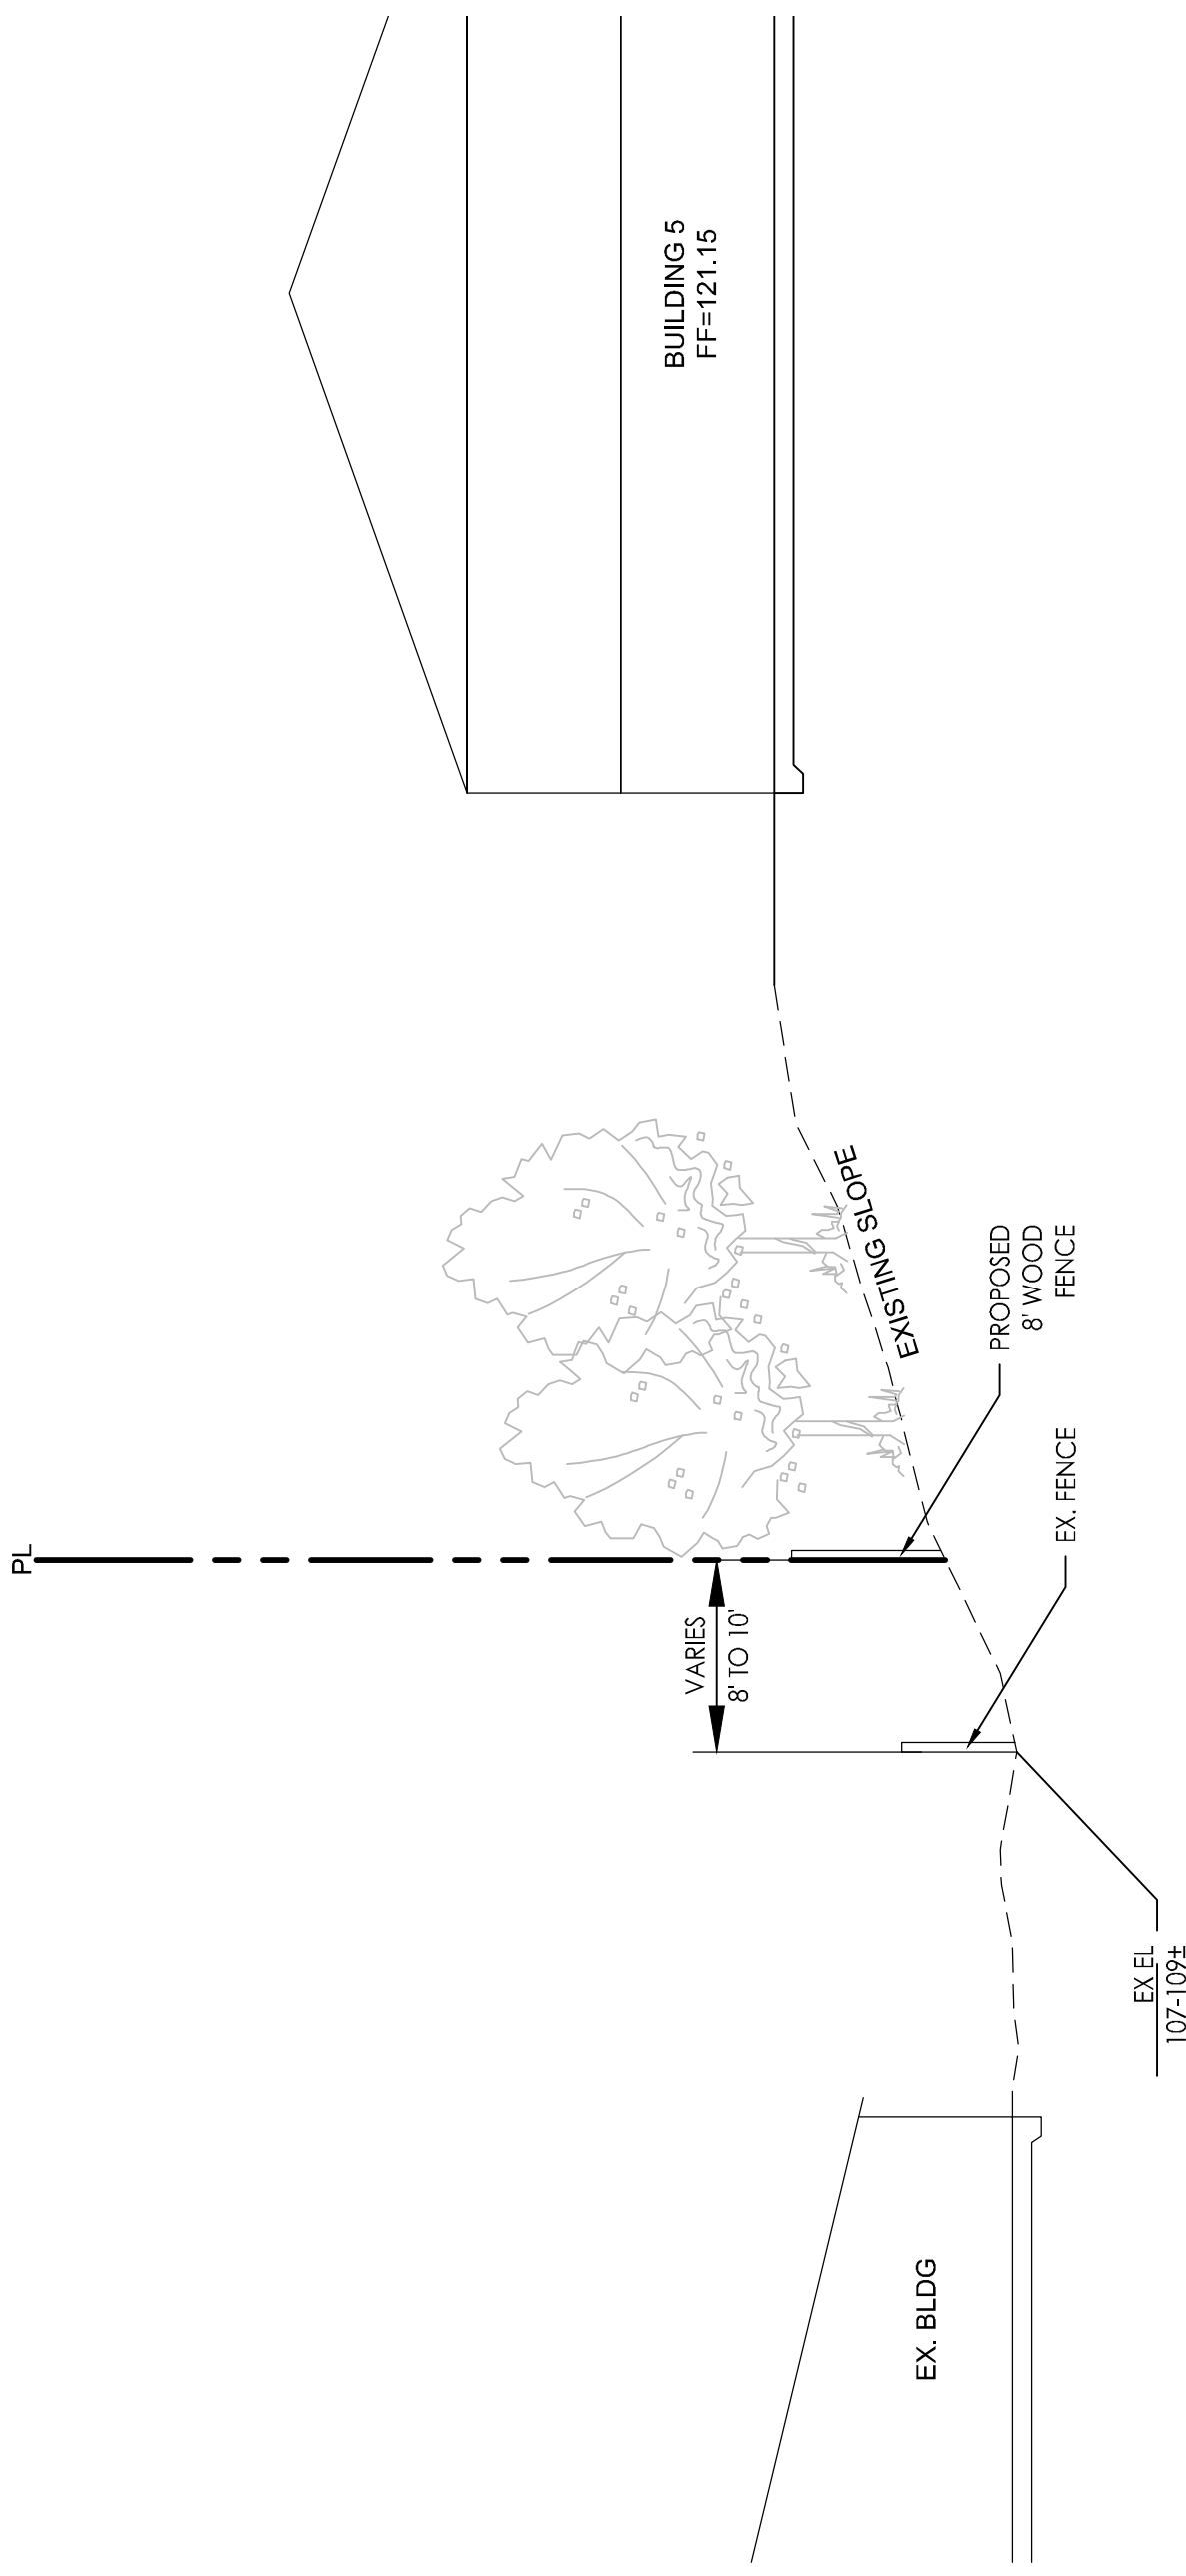 EX. BLDG
EX EL
107-109±
VARIES
8' TO 10'
PL
EX. FENCE
PROPOSED
8' WOOD
FENCE
EXISTING SLOPE
BUILDING 5
FF=121.15